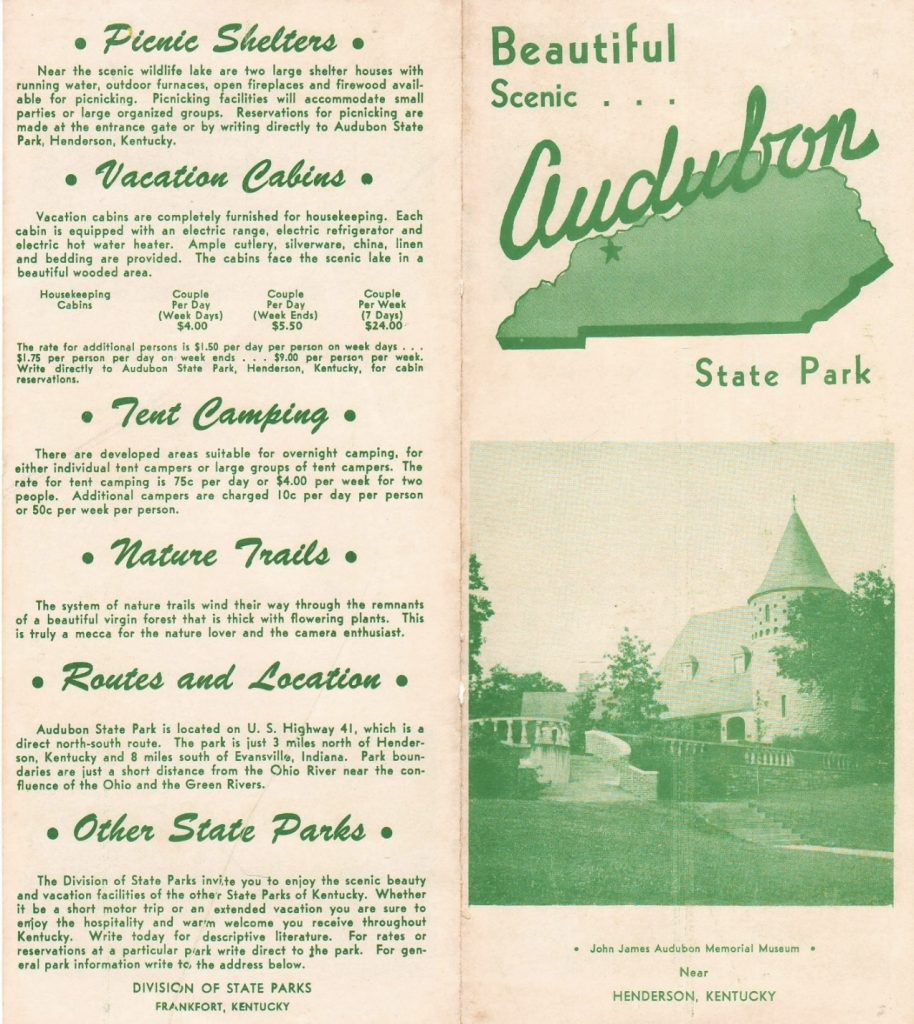 • Picnic Shelters •
Near the scenic wildlife lake are two large shelter houses with
running water, outdoor furnaces, open fireplaces and firewood avail-
able for picnicking. Picnicking facilities will accommodate small
parties or large organized groups. Reservations for picnicking are
made at the entrance gate or by writing directly to Audubon State
Park, Henderson, Kentucky.
• Vacation Cabins •
Vacation cabins are completely furnished for housekeeping. Each
cabin is equipped with an electric range, electric refrigerator and
electric hot water heater. Ample cutlery, silverware, china, linen
and bedding are provided. The cabins face the scenic lake in a
beautiful wooded area.
Housekeeping Couple Couple Couple
Cabins Per Day Per Day Per Week
(Week Days) (Week Ends) (7 Days)
$4.00 $5.50 $24.00
The rate for additional persons is $1.50 per day per person on week days . . .
$1.75 per person per day on week ends . . . $9.00 per person per week.
Write directly to Audubon State Park, Henderson, Kentucky, for cabin
reservations.
• Tent Camping •
There are developed areas suitable for overnight camping, for
either individual tent campers or large groups of tent campers. The
rate for tent camping is 75c per day or $4.00 per week for two
people. Additional campers are charged 10c per day per person
or 50c per week per person.
• Nature Trails •
The system of nature trails wind their way through the remnants
of a beautiful virgin forest that is thick with flowering plants. This
is truly a mecca for the nature lover and the camera enthusiast.
• Routes and Location •
Audubon State Park is located on U. S. Highway 41, which is a
direct north-south route. The park is just 3 miles north of Hender-
son, Kentucky and 8 miles south of Evansville, Indiana. Park boun-
daries are just a short distance from the Ohio River near the con-
fluence of the Ohio and the Green Rivers.
• Other State Parks •
The Division of State Parks invite you to enjoy the scenic beauty
and vacation facilities of the other State Parks of Kentucky. Whether
it be a short motor trip or an extended vacation you are sure to
enjoy the hospitality and warm welcome you receive throughout
Kentucky. Write today for descriptive literature. For rates or
reservations at a particular park write direct to the park. For gen-
eral park information write to the address below.
DIVISION OF STATE PARKS
FRANKFORT, KENTUCKY
Beautiful
Scenic . . .
Audubon
State Park
• John James Audubon Memorial Museum •
Near
HENDERSON, KENTUCKY